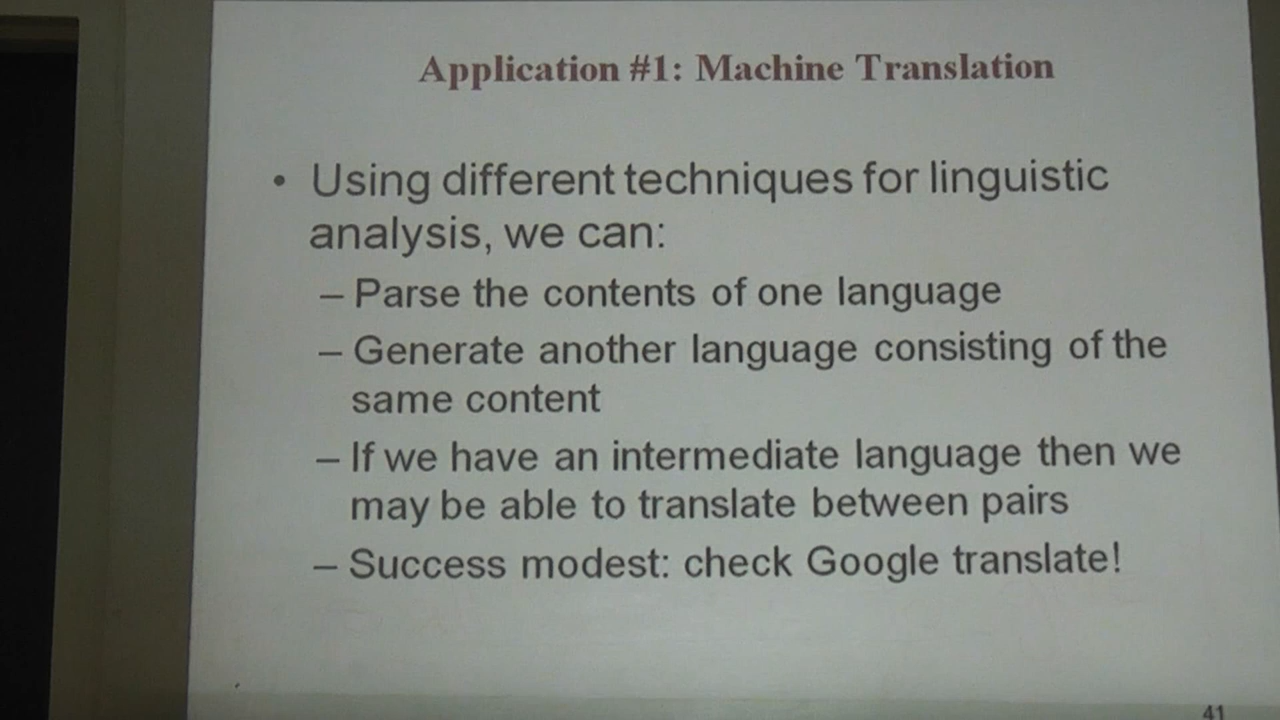 Application #1: Machine Translation
• Using different techniques for linguistic
analysis, we can:
– Parse the contents of one language
– Generate another language consisting of the
same content
– If we have an intermediate language then we
may be able to translate between pairs
– Success modest: check Google translate!
41